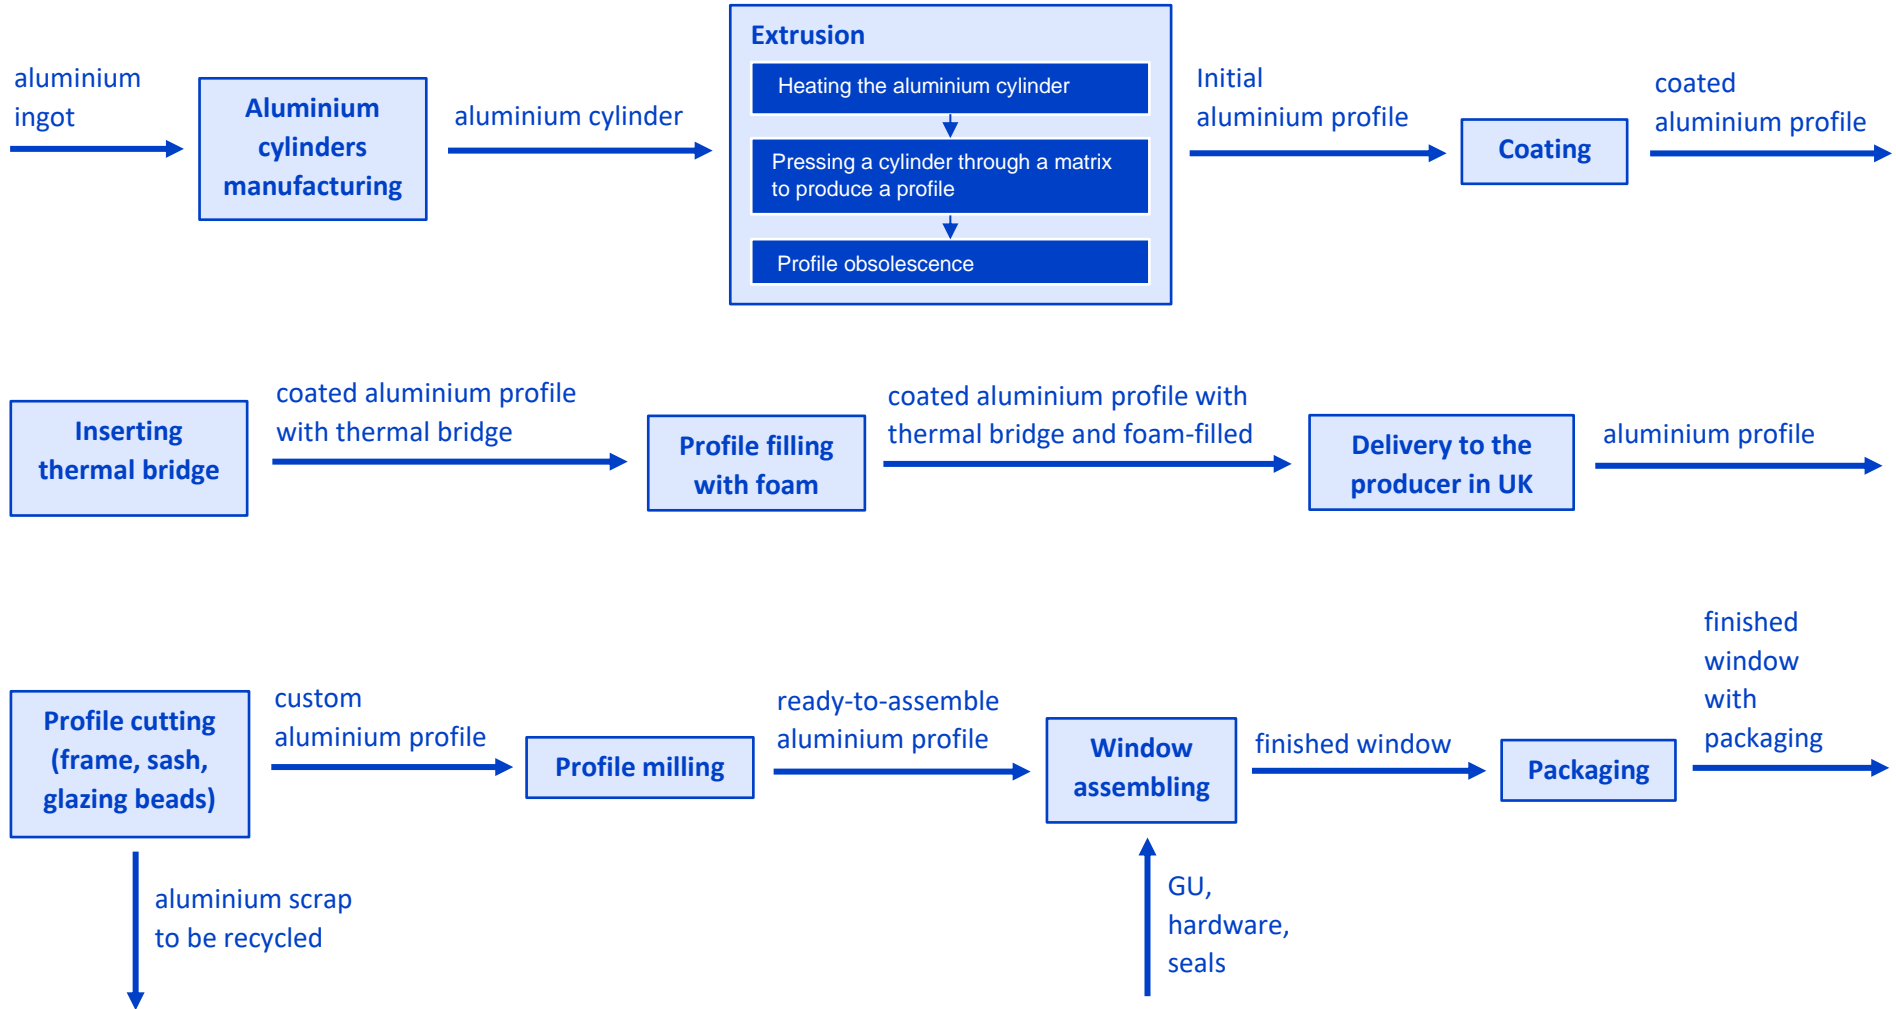 aluminium
ingot
Aluminium
cylinders
manufacturing
aluminium cylinder
Extrusion
Heating the aluminium cylinder
Pressing a cylinder through a matrix
to produce a profile
Profile obsolescence
Initial
aluminium profile
Coating
coated
aluminium profile
Inserting
thermal bridge
coated aluminium profile
with thermal bridge
Profile filling
with foam
coated aluminium profile with
thermal bridge and foam-filled
Delivery to the
producer in UK
aluminium profile
Profile cutting
(frame, sash,
glazing beads)
custom
aluminium profile
Profile milling
ready-to-assemble
aluminium profile
Window
assembling
finished window
Packaging
finished
window
with
packaging
aluminium scrap
to be recycled
GU,
hardware,
seals